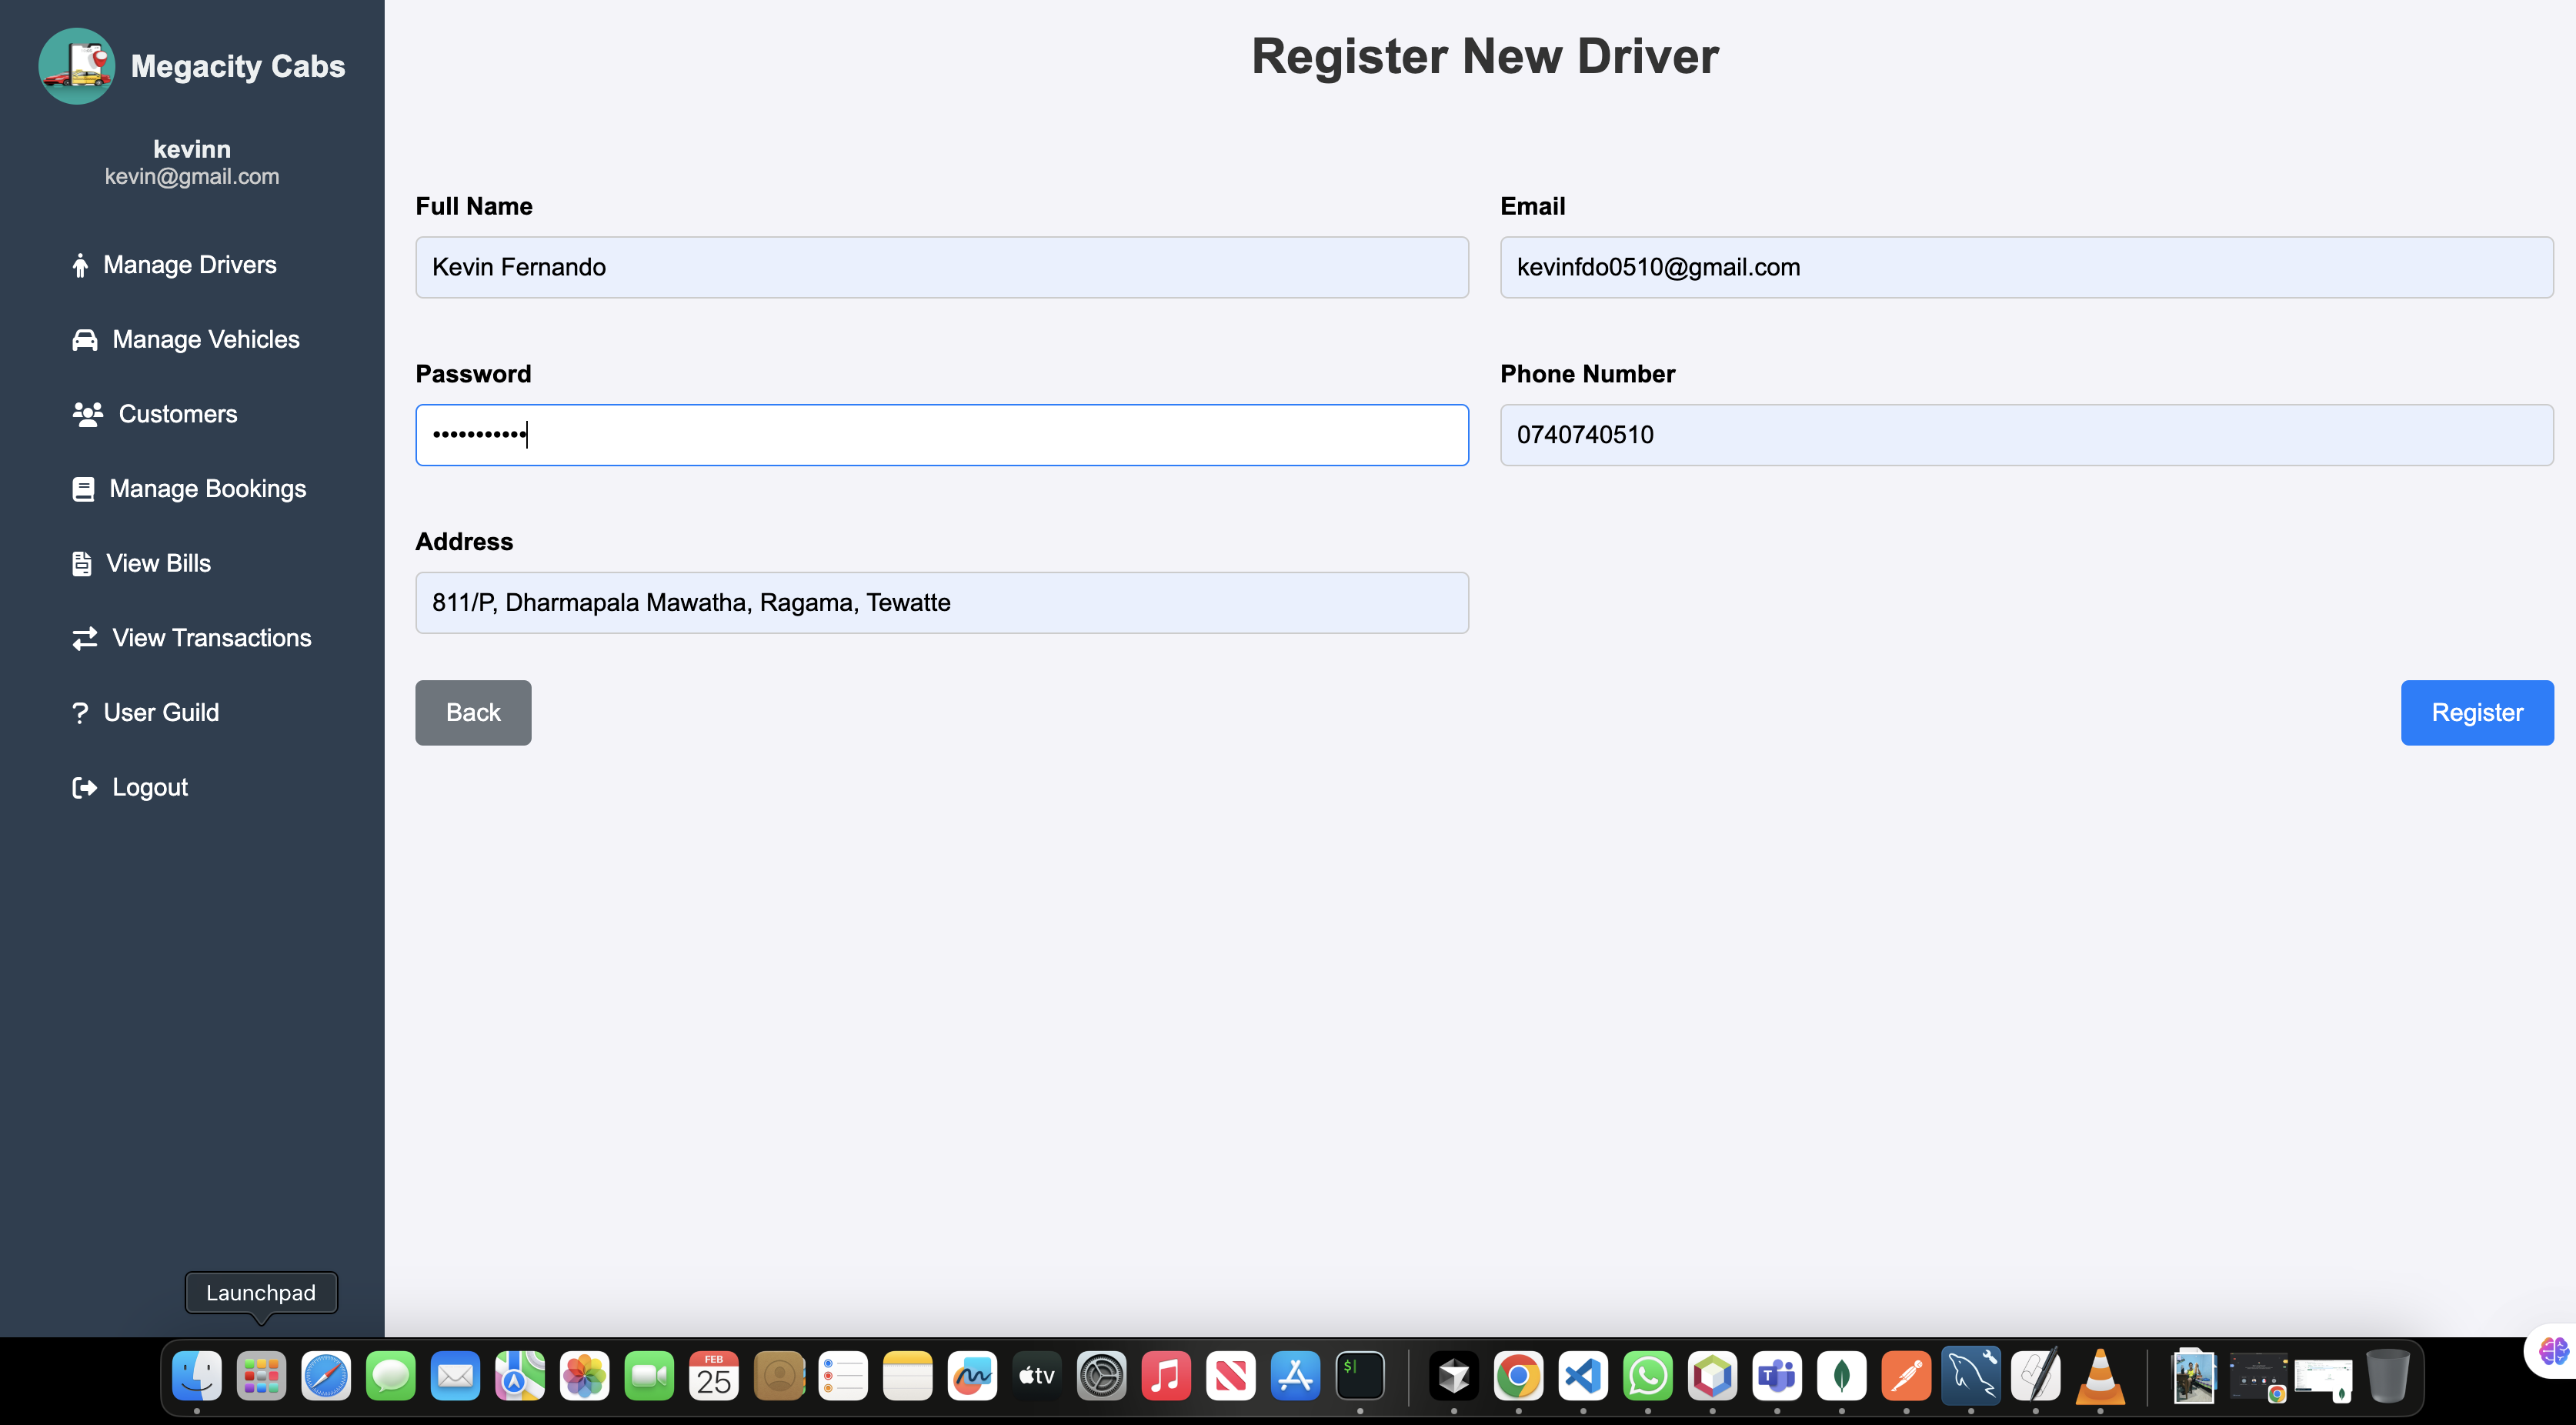 Megacity Cabs
kevinn
kevin@gmail.com
Manage Drivers
Manage Vehicles
Customers
Manage Bookings
View Bills
View Transactions
User Guild
Logout
Register New Driver
Full Name
Kevin Fernando
Email
kevinfdo0510@gmail.com
Password
•••••••••••
Phone Number
0740740510
Address
811/P, Dharmapala Mawatha, Ragama, Tewatte
Back
Register
Launchpad
FEB
25
tv
$
T